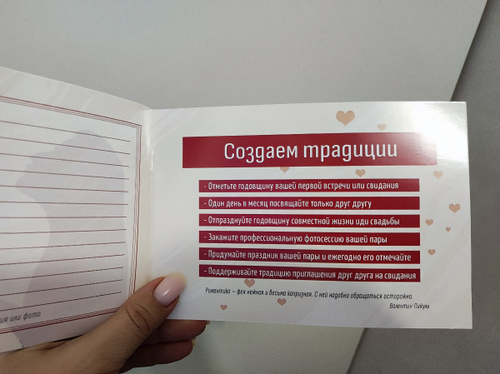 Создаем традиции
- Отметьте годовщину вашей первой встречи или свидания
- Один день в месяц посвящайте только друг другу
- Отпразднуйте годовщину совместной жизни иди свадьбы
- Закажите профессиональную фотосессию вашей пары
- Придумайте праздник вашей пары и ежегодно его отмечайте
- Поддерживайте традицию приглашения друг друга на свидания
Романтика — фея нежная и весьма капризная. С ней надобно обращаться осторожно.
Валентин Пикуль
или фото